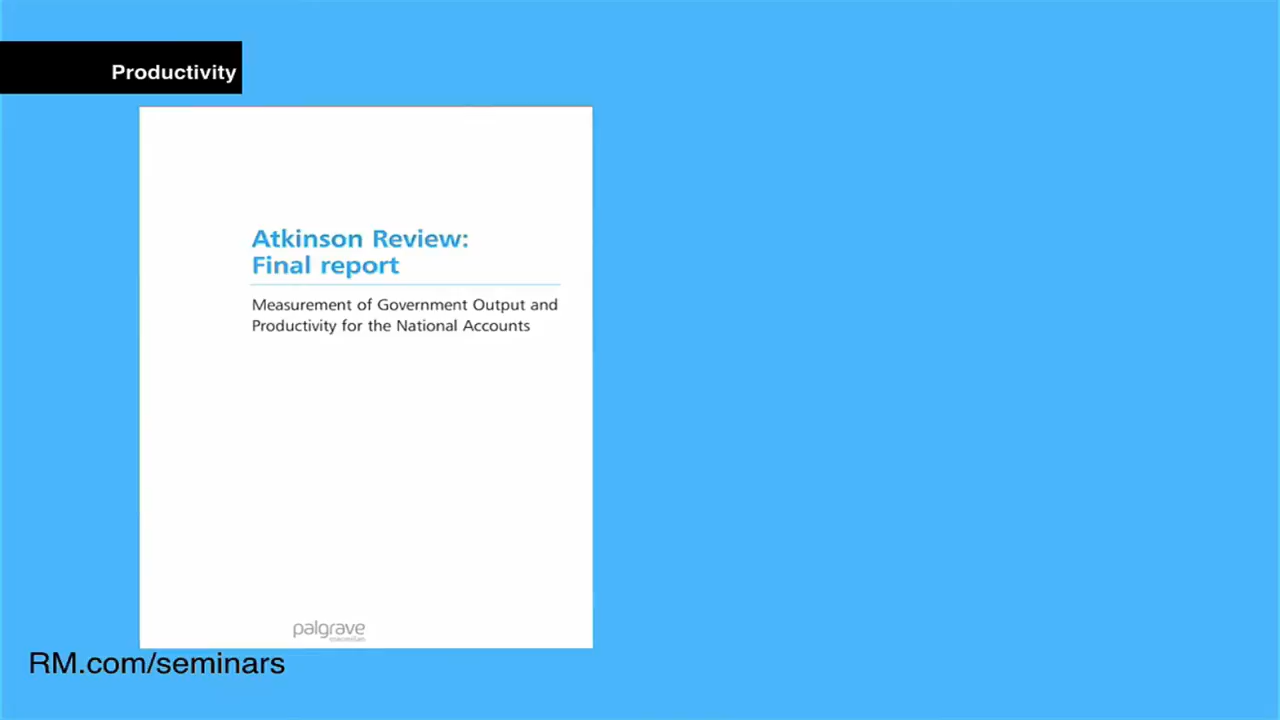 Productivity
Atkinson Review:
Final report
Measurement of Government Output and
Productivity for the National Accounts
palgrave
macmillan
RM.com/seminars